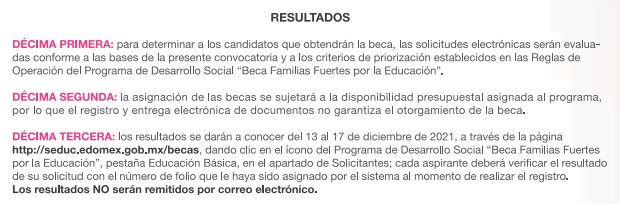 RESULTADOS
DÉCIMA PRIMERA: para determinar a los candidatos que obtendrán la beca, las solicitudes electrónicas serán evalua-
das conforme a las bases de la presente convocatoria y a los criterios de priorización establecidos en las Reglas de
Operación del Programa de Desarrollo Social “Beca Familias Fuertes por la Educación”.
DÉCIMA SEGUNDA: la asignación de las becas se sujetará a la disponibilidad presupuestal asignada al programa,
por lo que el registro y entrega electrónica de documentos no garantiza el otorgamiento de la beca.
DÉCIMA TERCERA: los resultados se darán a conocer del 13 al 17 de diciembre de 2021, a través de la página
http://seduc.edomex.gob.mx/becas, dando clic en el ícono del Programa de Desarrollo Social “Beca Familias Fuertes
por la Educación”, pestaña Educación Básica, en el apartado de Solicitantes; cada aspirante deberá verificar el resultado
de su solicitud con el número de folio que le haya sido asignado por el sistema al momento de realizar el registro.
Los resultados NO serán remitidos por correo electrónico.